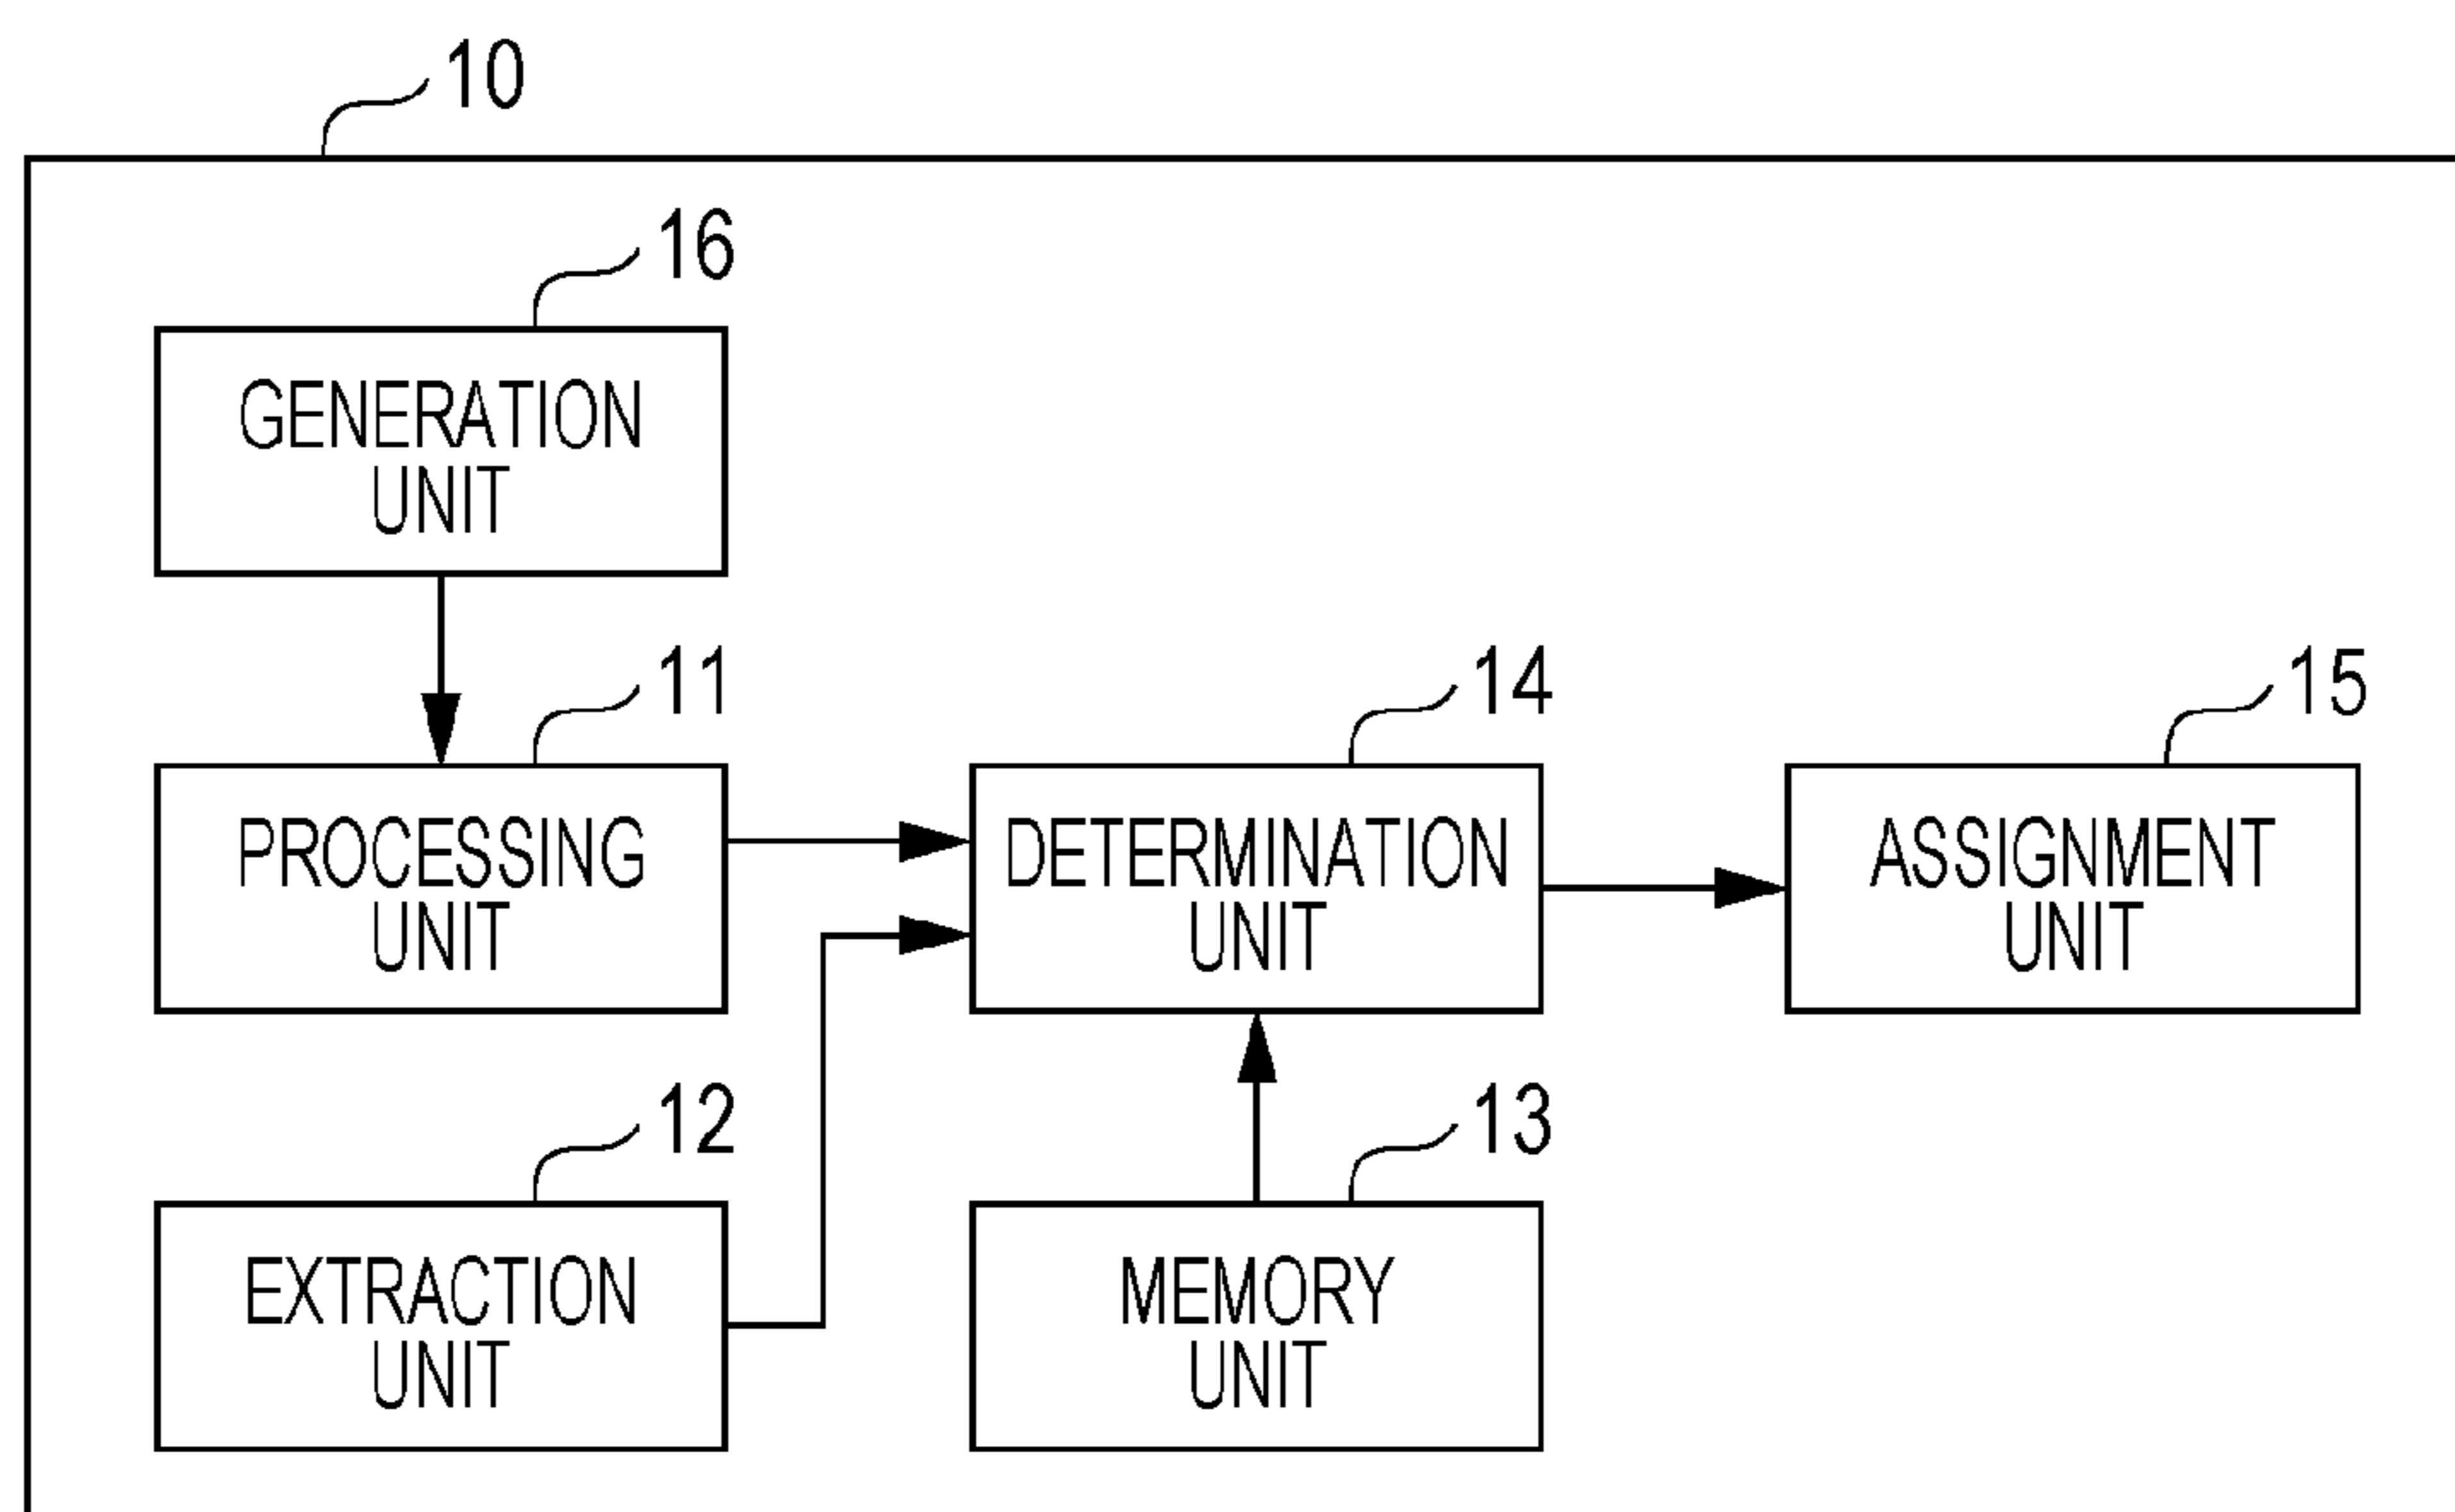 10
16
GENERATION
UNIT
11
14
15
PROCESSING
UNIT
DETERMINATION
UNIT
ASSIGNMENT
UNIT
12
13
EXTRACTION
UNIT
MEMORY
UNIT